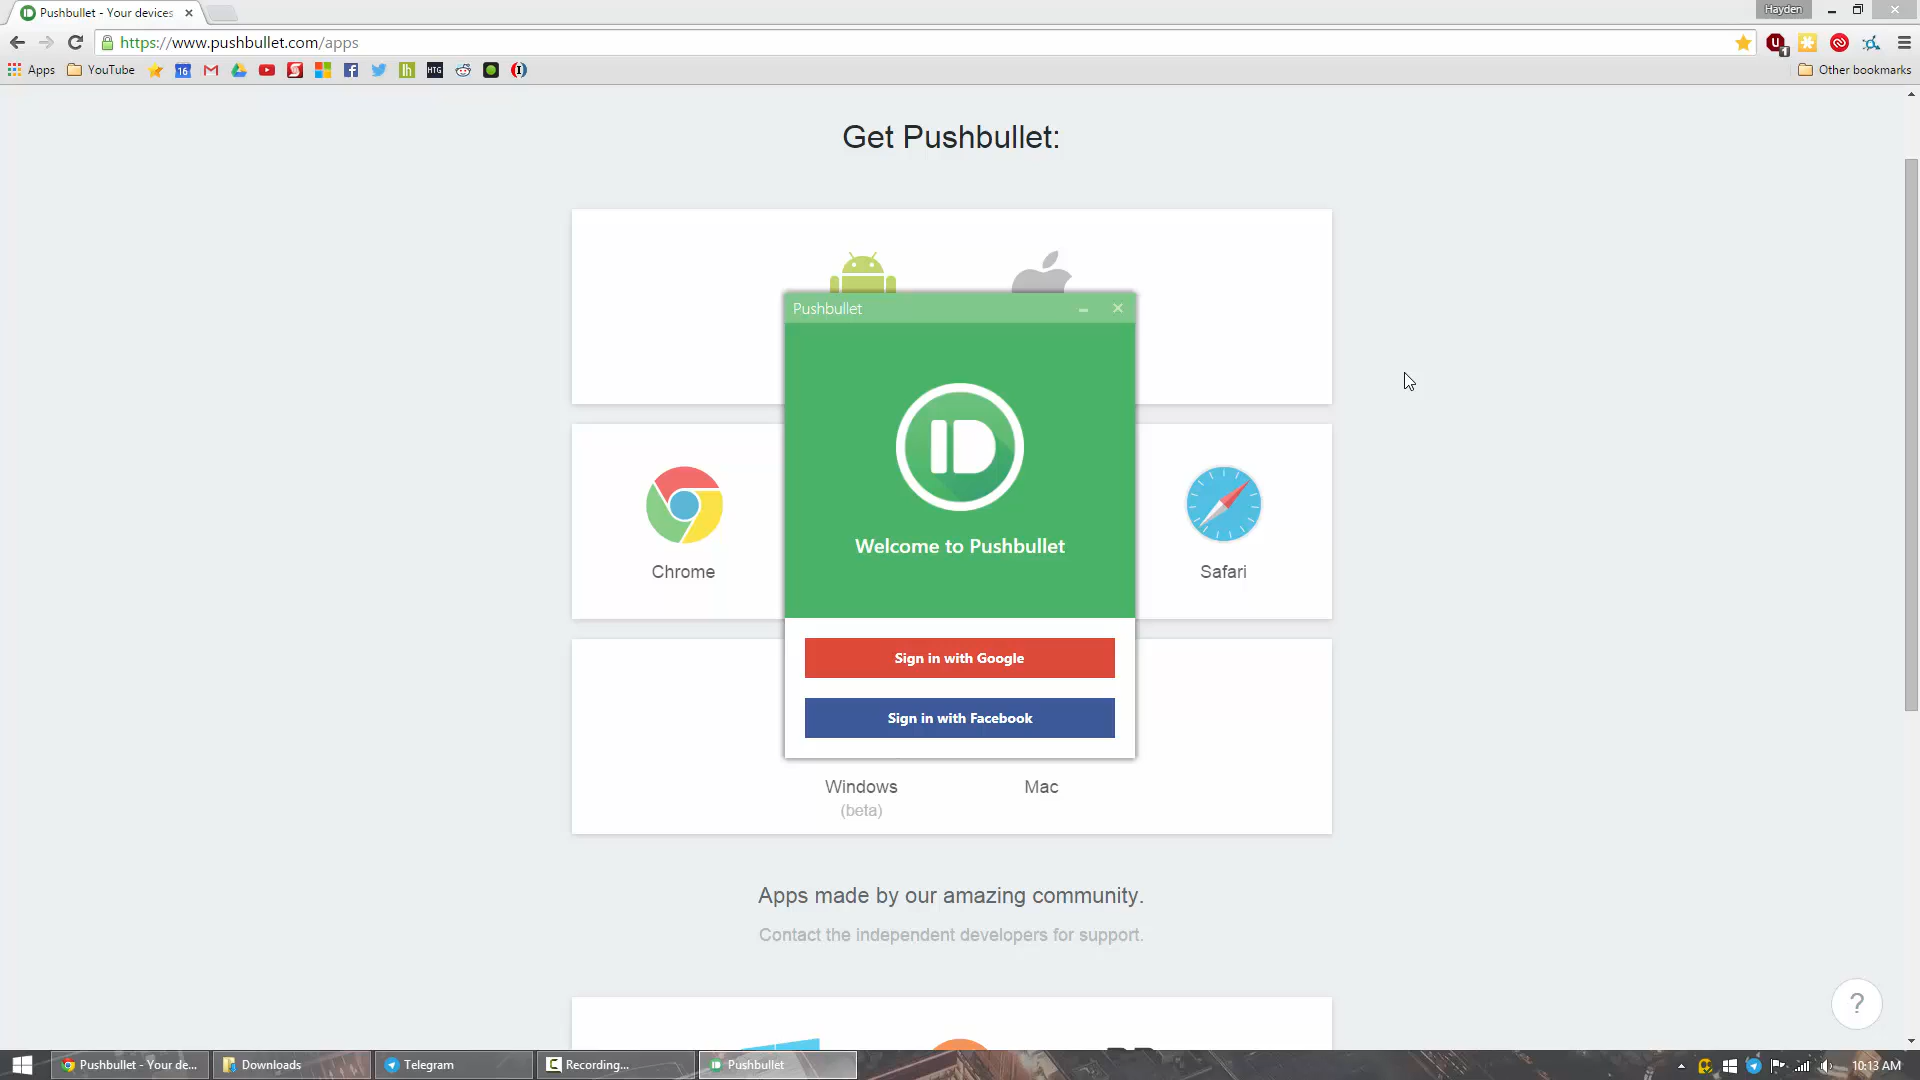 Pushbullet - Your devices
Hayden
https://www.pushbullet.com/apps
Apps
YouTube
16
HTG
Other bookmarks
Get Pushbullet:
Pushbullet
Welcome to Pushbullet
Chrome
Safari
Sign in with Google
Sign in with Facebook
Windows
Mac
(beta)
Apps made by our amazing community.
Contact the independent developers for support.
?
Pushbullet - Your de...
Downloads
Telegram
Recording...
Pushbullet
10:13 AM